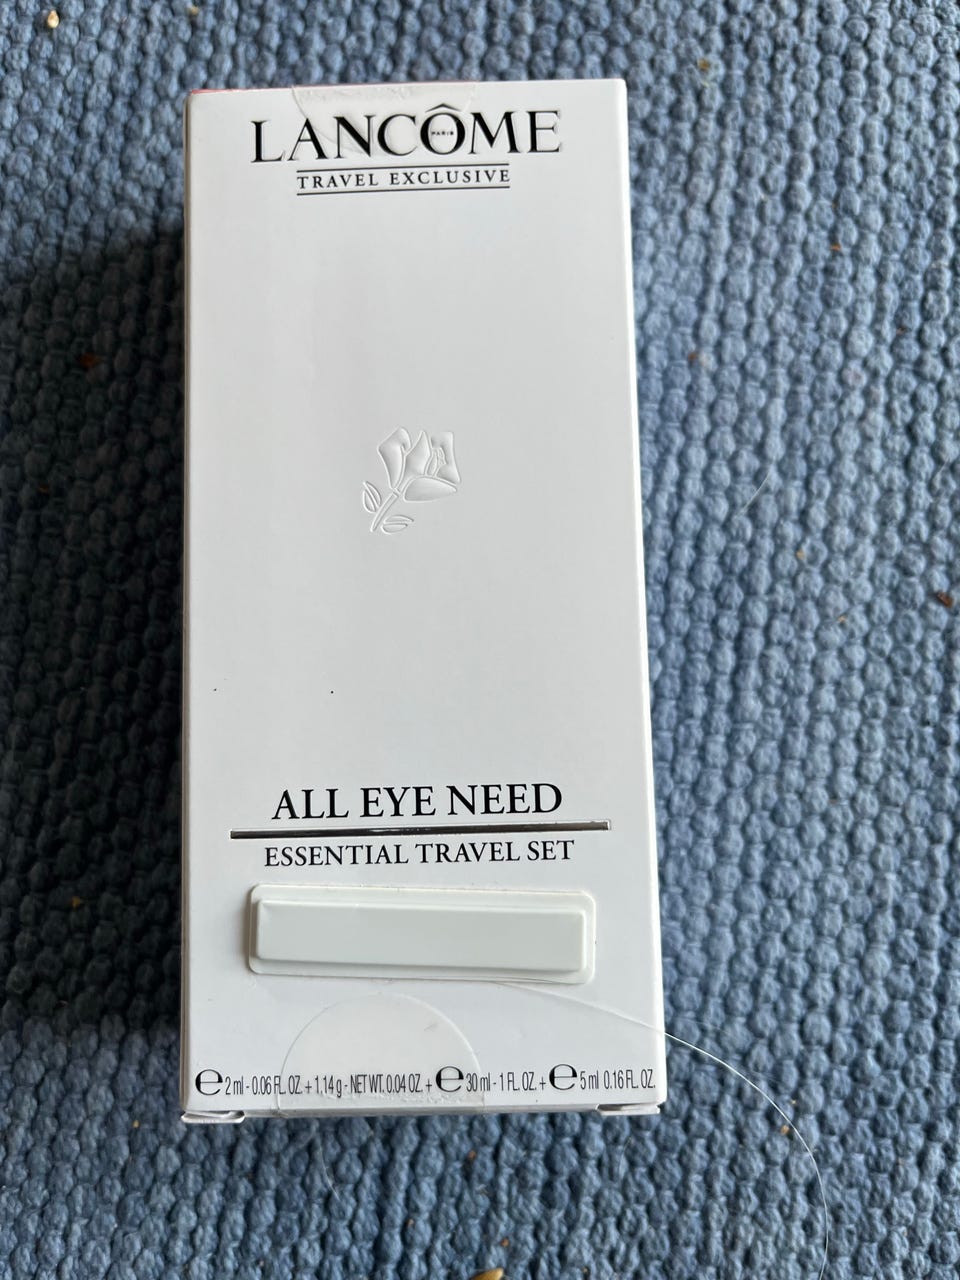 LANCÔME
PARIS
TRAVEL EXCLUSIVE
ALL EYE NEED
ESSENTIAL TRAVEL SET
℮ 2 ml - 0.06 FL. OZ. + 1,14 g - NET WT. 0.04 OZ. + ℮ 30 ml - 1 FL. OZ. + ℮ 5 ml 0.16 FL. OZ.